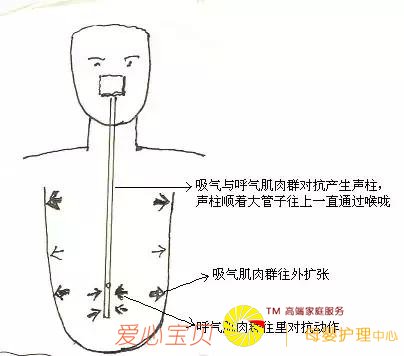 吸气与呼气肌肉群对抗产生声柱,
声柱顺着大管子往上一直通过喉咙
吸气肌肉群往外扩张
TM 高端家庭服务
呼气肌肉群往里对抗动作
爱心宝贝
母婴护理中心